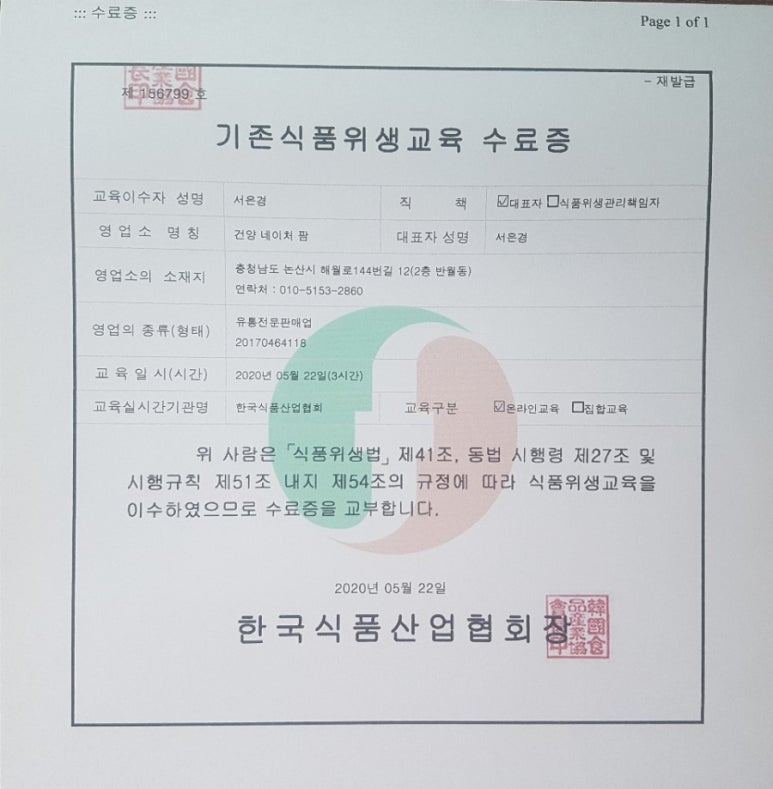 ::: 수료증 :::
Page 1 of 1
- 재발급
제 156799 호
기존식품위생교육 수료증
교육이수자 성명 서은경 직 책 ☑대표자 □식품위생관리책임자
영업소 명칭 건양 네이처 팜 대표자 성명 서은경
영업소의 소재지 충청남도 논산시 해월로144번길 12(2층 반월동)
연락처 : 010-5153-2860
영업의 종류(형태) 유통전문판매업
20170464118
교육일시(시간) 2020년 05월 22일(3시간)
교육실시간기관명 한국식품산업협회 교육구분 ☑온라인교육 □집합교육
위 사람은 「식품위생법」 제41조, 동법 시행령 제27조 및
시행규칙 제51조 내지 제54조의 규정에 따라 식품위생교육을
이수하였으므로 수료증을 교부합니다.
2020년 05월 22일
한국식품산업협회장
韓國食
品産業協
會長印